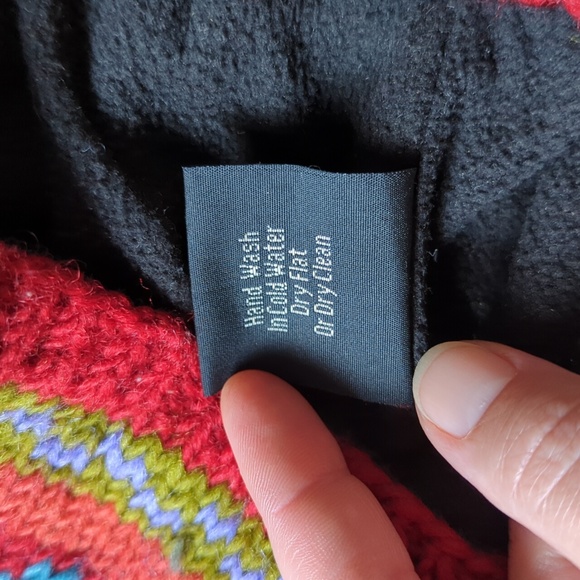 Hand Wash
In Cold Water
Dry Flat
Or Dry Clean